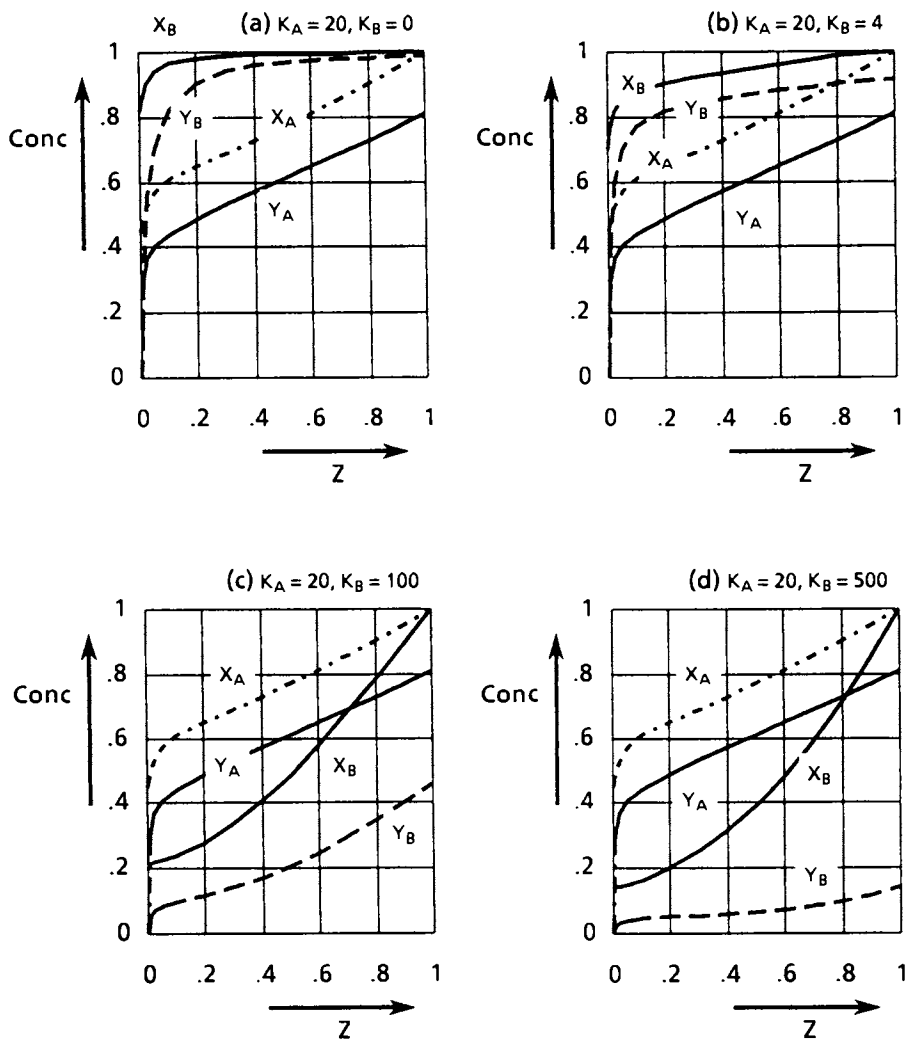 X_B (a) K_A = 20, K_B = 0
1
.8
.6
.4
.2
0
Conc
Y_B
X_A
Y_A
0 .2 .4 .6 .8 1
Z
(b) K_A = 20, K_B = 4
1
.8
.6
.4
.2
0
Conc
X_B
Y_B
X_A
Y_A
0 .2 .4 .6 .8 1
Z
(c) K_A = 20, K_B = 100
1
.8
.6
.4
.2
0
Conc
X_A
Y_A
X_B
Y_B
0 .2 .4 .6 .8 1
Z
(d) K_A = 20, K_B = 500
1
.8
.6
.4
.2
0
Conc
X_A
X_B
Y_A
Y_B
0 .2 .4 .6 .8 1
Z